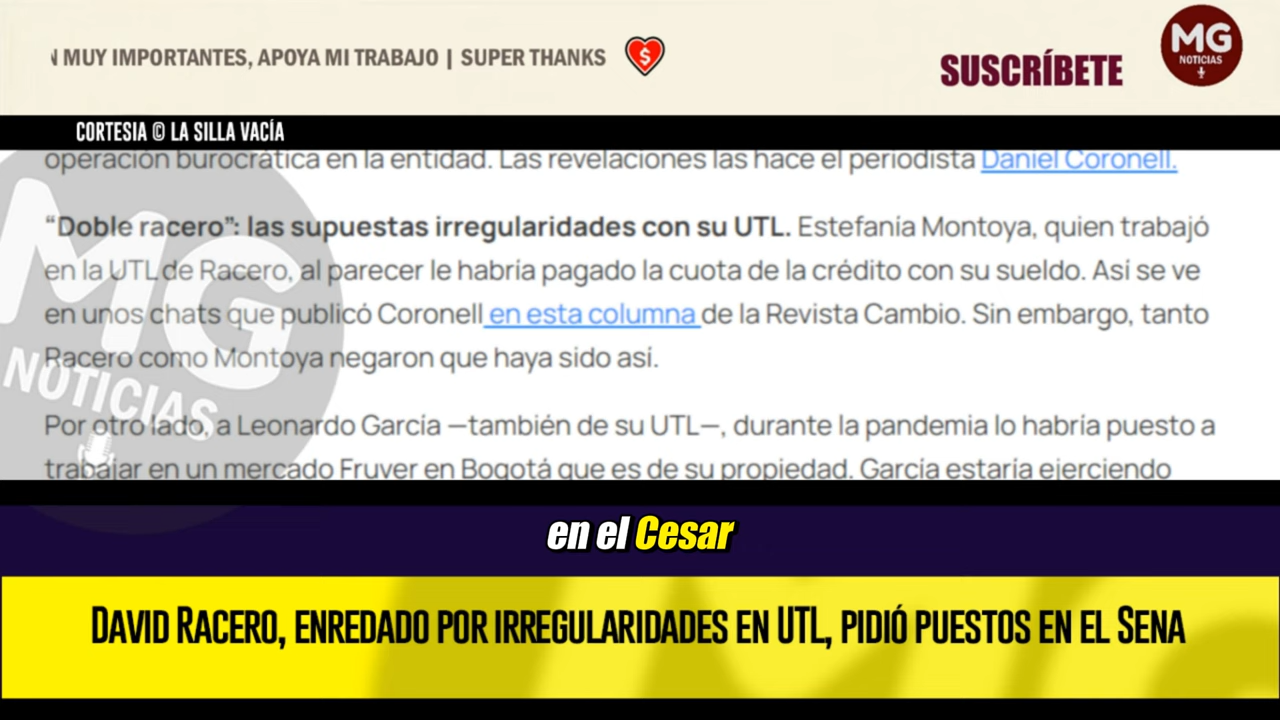 N MUY IMPORTANTES, APOYA MI TRABAJO | SUPER THANKS
SUSCRÍBETE
MG
NOTICIAS
CORTESIA © LA SILLA VACÍA
operación burocrática en la entidad. Las revelaciones las hace el periodista Daniel Coronell.
“Doble racero”: las supuestas irregularidades con su UTL. Estefanía Montoya, quien trabajó
en la UTL de Racero, al parecer le habría pagado la cuota de la crédito con su sueldo. Así se ve
en unos chats que publicó Coronell en esta columna de la Revista Cambio. Sin embargo, tanto
Racero como Montoya negaron que haya sido así.
Por otro lado, a Leonardo García —también de su UTL—, durante la pandemia lo habría puesto a
trabajar en un mercado Fruver en Bogotá que es de su propiedad. García estaría ejerciendo
MG
NOTICIAS
en el Cesar
DAVID RACERO, ENREDADO POR IRREGULARIDADES EN UTL, PIDIÓ PUESTOS EN EL SENA